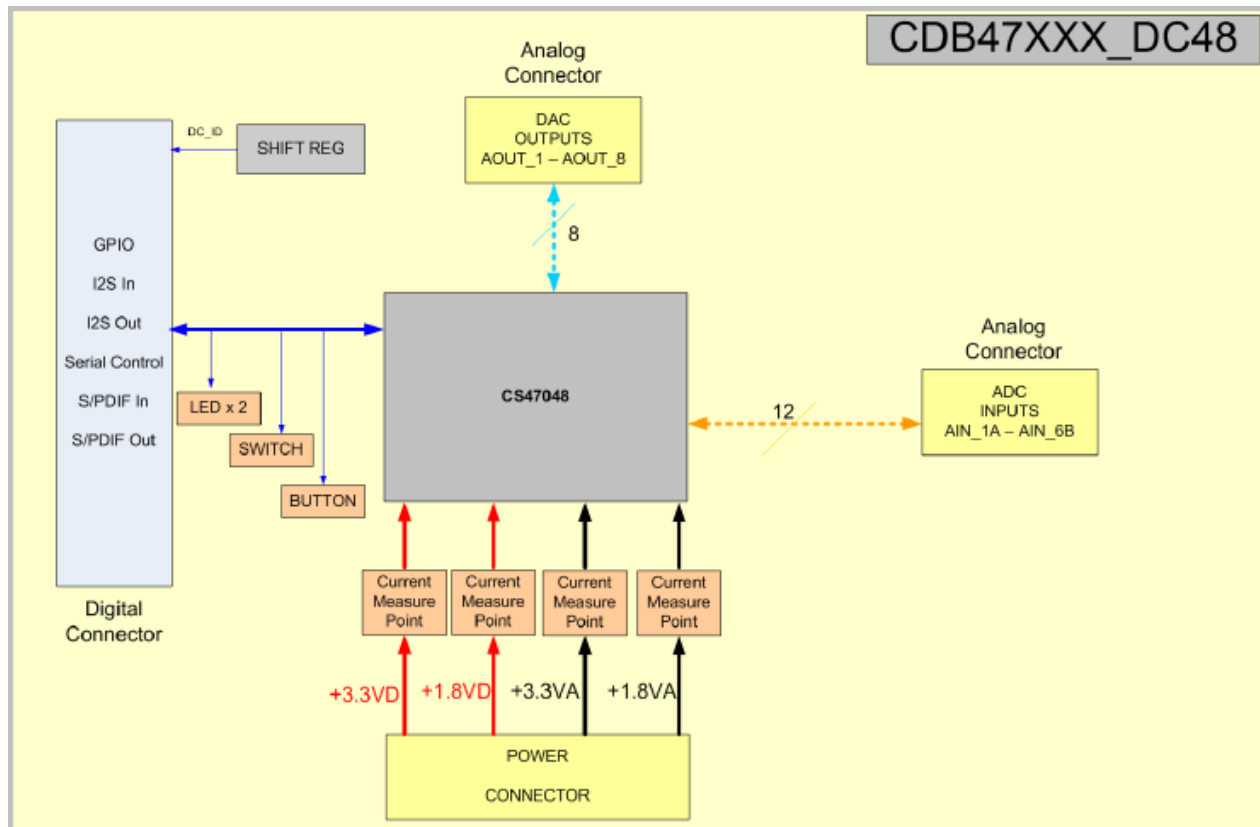 CDB47XXX_DC48
Analog
Connector
DAC
OUTPUTS
AOUT_1 – AOUT_8
8
DC_ID
SHIFT REG
GPIO
I2S In
I2S Out
Serial Control
S/PDIF In
S/PDIF Out
Digital
Connector
LED x 2
SWITCH
BUTTON
CS47048
12
Analog
Connector
ADC
INPUTS
AIN_1A – AIN_6B
Current
Measure
Point
Current
Measure
Point
Current
Measure
Point
Current
Measure
Point
+3.3VD
+1.8VD
+3.3VA
+1.8VA
POWER
CONNECTOR